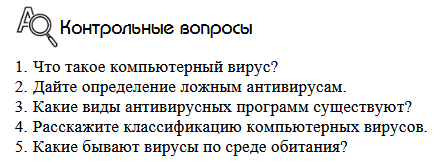 Контрольные вопросы
1. Что такое компьютерный вирус?
2. Дайте определение ложным антивирусам.
3. Какие виды антивирусных программ существуют?
4. Расскажите классификацию компьютерных вирусов.
5. Какие бывают вирусы по среде обитания?